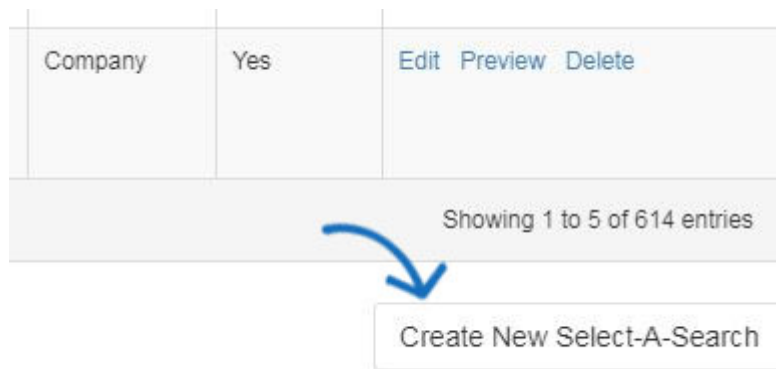 Company Yes Edit Preview Delete
Showing 1 to 5 of 614 entries
Create New Select-A-Search